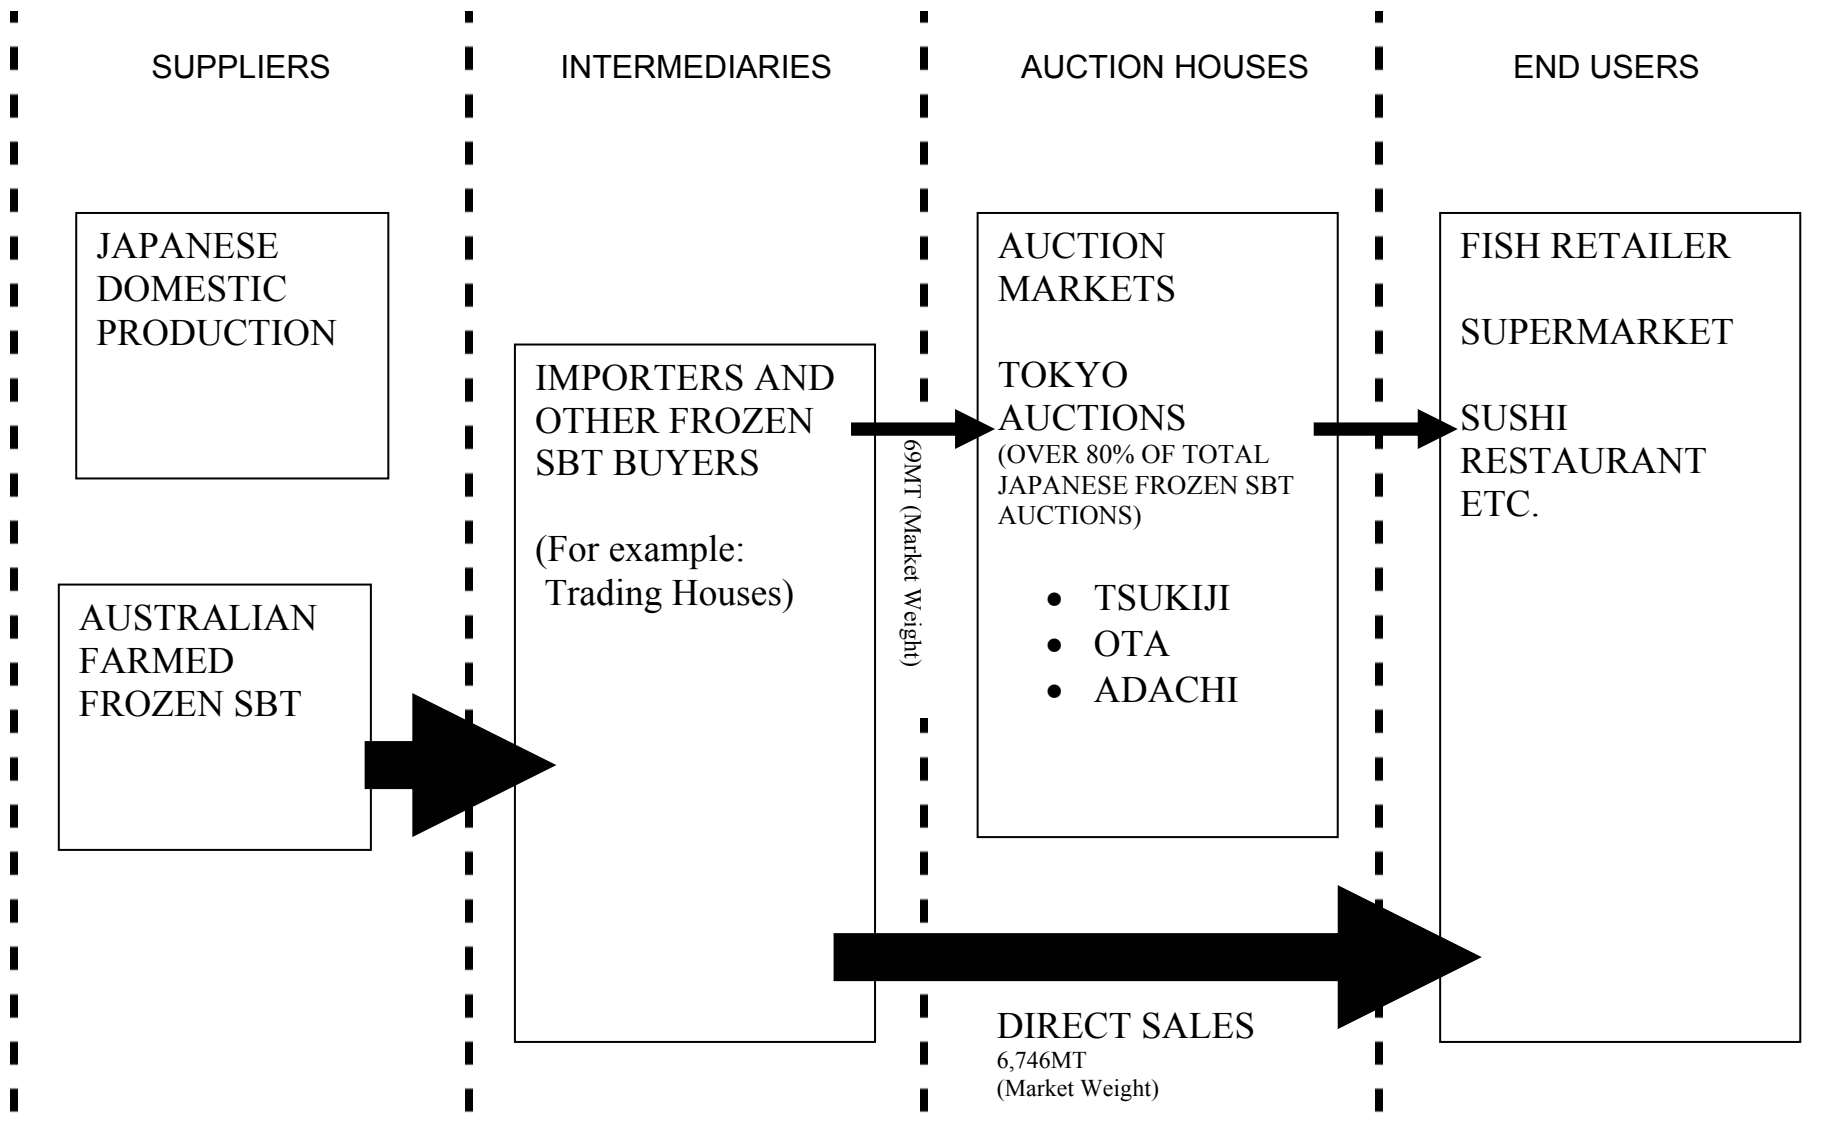 SUPPLIERS
INTERMEDIARIES
AUCTION HOUSES
END USERS
JAPANESE
DOMESTIC
PRODUCTION
AUSTRALIAN
FARMED
FROZEN SBT
IMPORTERS AND
OTHER FROZEN
SBT BUYERS
(For example:
Trading Houses)
69MT (Market Weight)
AUCTION
MARKETS
TOKYO
AUCTIONS
(OVER 80% OF TOTAL
JAPANESE FROZEN SBT
AUCTIONS)
• TSUKIJI
• OTA
• ADACHI
DIRECT SALES
6,746MT
(Market Weight)
FISH RETAILER
SUPERMARKET
SUSHI
RESTAURANT
ETC.